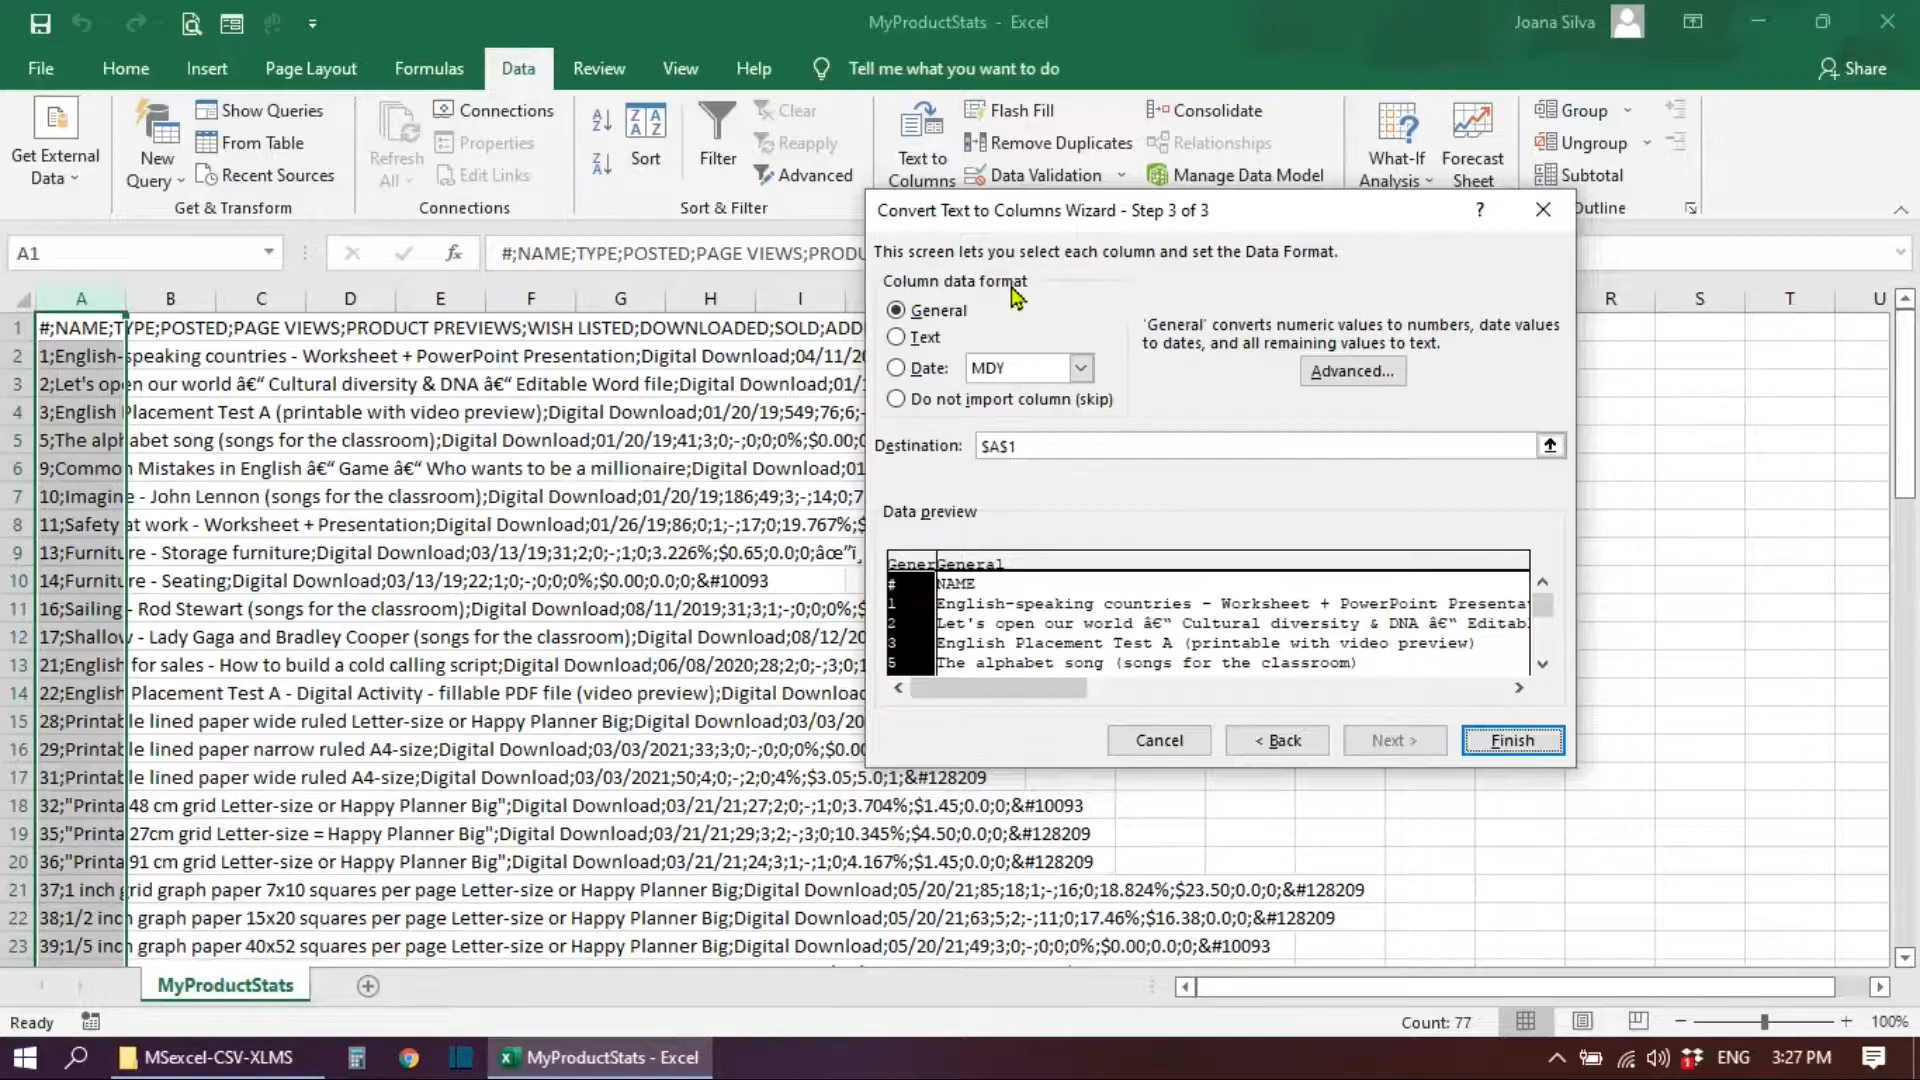 MyProductStats - Excel
Joana Silva
File Home Insert Page Layout Formulas Data Review View Help Tell me what you want to do Share
Get External Data
New Query
Show Queries
From Table
Recent Sources
Get & Transform
Refresh All
Connections
Properties
Edit Links
Connections
Sort
Filter
Clear
Reapply
Advanced
Sort & Filter
Text to Columns
Flash Fill
Remove Duplicates
Data Validation
Consolidate
Relationships
Manage Data Model
What-If Analysis
Forecast Sheet
Group
Ungroup
Subtotal
Outline
A1
fx
#;NAME;TYPE;POSTED;PAGE VIEWS;PRODU
A B C D E F G H I R S T U
1 #;NAME;TYPE;POSTED;PAGE VIEWS;PRODUCT PREVIEWS;WISH LISTED;DOWNLOADED;SOLD;ADD
2 1;English-speaking countries - Worksheet + PowerPoint Presentation;Digital Download;04/11/20
3 2;Let's open our world â€“ Cultural diversity & DNA â€“ Editable Word file;Digital Download;01/
4 3;English Placement Test A (printable with video preview);Digital Download;01/20/19;549;76;6;-
5 5;The alphabet song (songs for the classroom);Digital Download;01/20/19;41;3;0;-;0;0;0%;$0.00;0
6 9;Common Mistakes in English â€“ Game â€“ Who wants to be a millionaire;Digital Download;01
7 10;Imagine - John Lennon (songs for the classroom);Digital Download;01/20/19;186;49;3;-;14;0;7
8 11;Safety at work - Worksheet + Presentation;Digital Download;01/26/19;86;0;1;-;17;0;19.767%;$
9 13;Furniture - Storage furniture;Digital Download;03/13/19;31;2;0;-;1;0;3.226%;$0.65;0.0;0;âœ”ï¸
10 14;Furniture - Seating;Digital Download;03/13/19;22;1;0;-;0;0;0%;$0.00;0.0;0;&#10093
11 16;Sailing - Rod Stewart (songs for the classroom);Digital Download;08/11/2019;31;3;1;-;0;0;0%;$
12 17;Shallow - Lady Gaga and Bradley Cooper (songs for the classroom);Digital Download;08/12/20
13 21;English for sales - How to build a cold calling script;Digital Download;06/08/2020;28;2;0;-;3;0;1
14 22;English Placement Test A - Digital Activity - fillable PDF file (video preview);Digital Download
15 28;Printable lined paper wide ruled Letter-size or Happy Planner Big;Digital Download;03/03/20
16 29;Printable lined paper narrow ruled A4-size;Digital Download;03/03/2021;33;3;0;-;0;0;0%;$0.00
17 31;Printable lined paper wide ruled A4-size;Digital Download;03/03/2021;50;4;0;-;2;0;4%;$3.05;5.0;1;&#128209
18 32;"Printa 48 cm grid Letter-size or Happy Planner Big";Digital Download;03/21/21;27;2;0;-;1;0;3.704%;$1.45;0.0;0;&#10093
19 35;"Printa 27cm grid Letter-size = Happy Planner Big";Digital Download;03/21/21;29;3;2;-;3;0;10.345%;$4.50;0.0;0;&#128209
20 36;"Printa 91 cm grid Letter-size or Happy Planner Big";Digital Download;03/21/21;24;3;1;-;1;0;4.167%;$1.45;0.0;0;&#128209
21 37;1 inch grid graph paper 7x10 squares per page Letter-size or Happy Planner Big;Digital Download;05/20/21;85;18;1;-;16;0;18.824%;$23.50;0.0;0;&#128209
22 38;1/2 inch graph paper 15x20 squares per page Letter-size or Happy Planner Big;Digital Download;05/20/21;63;5;2;-;11;0;17.46%;$16.38;0.0;0;&#128209
23 39;1/5 inch graph paper 40x52 squares per page Letter-size or Happy Planner Big;Digital Download;05/20/21;49;3;0;-;0;0;0%;$0.00;0.0;0;&#10093
Convert Text to Columns Wizard - Step 3 of 3
This screen lets you select each column and set the Data Format.
Column data format
General
Text
Date: MDY
Do not import column (skip)
'General' converts numeric values to numbers, date values
to dates, and all remaining values to text.
Advanced...
Destination: $A$1
Data preview
Gener General
# NAME
1 English-speaking countries - Worksheet + PowerPoint Presenta
2 Let's open our world â€“ Cultural diversity & DNA â€“ Editabl
3 English Placement Test A (printable with video preview)
5 The alphabet song (songs for the classroom)
Cancel < Back Next > Finish
MyProductStats
Ready
Count: 77
100%
MSexcel-CSV-XLMS
MyProductStats - Excel
ENG 3:27 PM